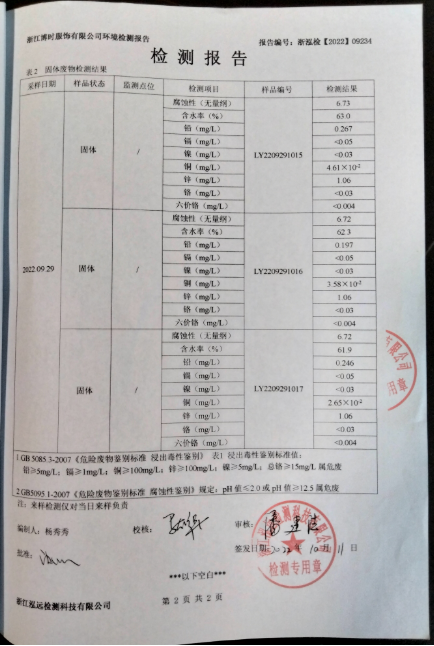 浙江博时服饰有限公司环境检测报告
报告编号：浙泓检【2022】09234
检测报告
表2 固体废物检测结果
采样日期 样品状态 监测点位 检测项目 样品编号 检测结果
2022.09.29 固体 / 腐蚀性（无量纲） LY2209291015 6.73
含水率（%） 63.0
铅（mg/L） 0.267
镉（mg/L） <0.05
镍（mg/L） <0.03
铜（mg/L） 4.61×10-2
锌（mg/L） 1.06
铬（mg/L） <0.03
六价铬（mg/L） <0.004
固体 / 腐蚀性（无量纲） LY2209291016 6.72
含水率（%） 62.3
铅（mg/L） 0.197
镉（mg/L） <0.05
镍（mg/L） <0.03
铜（mg/L） 3.58×10-2
锌（mg/L） 1.06
铬（mg/L） <0.03
六价铬（mg/L） <0.004
固体 / 腐蚀性（无量纲） LY2209291017 6.72
含水率（%） 61.9
铅（mg/L） 0.246
镉（mg/L） <0.05
镍（mg/L） <0.03
铜（mg/L） 2.65×10-2
锌（mg/L） 1.06
铬（mg/L） <0.03
六价铬（mg/L） <0.004
1.GB 5085.3-2007《危险废物鉴别标准 浸出毒性鉴别》 表1 浸出毒性鉴别标准值：
铅≥5mg/L；镉≥1mg/L；铜≥100mg/L；锌≥100mg/L；镍≥5mg/L；总铬≥15mg/L 属危废
2.GB5095.1-2007《危险废物鉴别标准 腐蚀性鉴别》规定：pH值≤2.0或pH值≥12.5属危废
注：来样检测仅对当日来样负责
编制人：杨秀秀 校核： 审核：
批准： 签发日期：2022年10月11日
检测专用章
用章
***以下空白***
浙江泓远检测科技有限公司 第 2 页 共 2 页